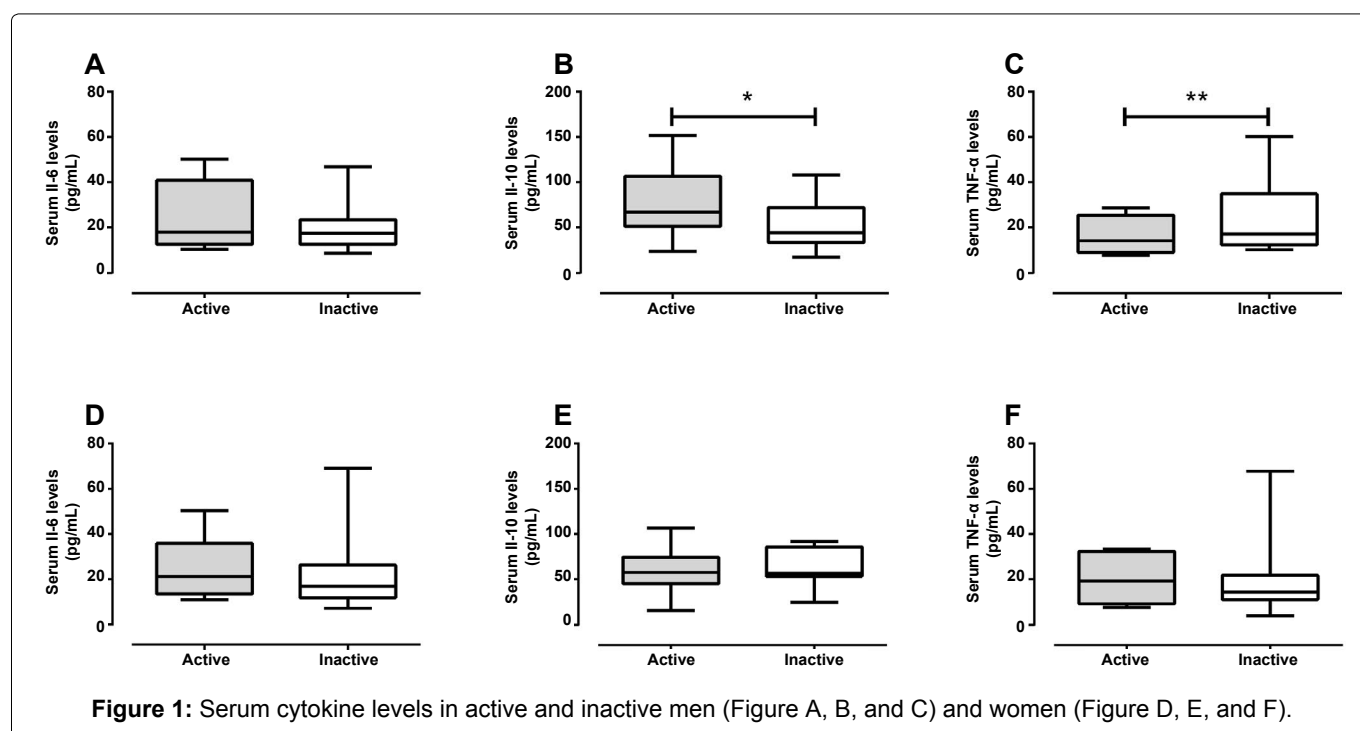 A
Serum Il-6 levels
(pg/mL)
80
60
40
20
0
Active Inactive
B
Serum Il-10 levels
(pg/mL)
200
150
100
50
0
*
Active Inactive
C
Serum TNF-α levels
(pg/mL)
80
60
40
20
0
**
Active Inactive
D
Serum Il-6 levels
(pg/mL)
80
60
40
20
0
Active Inactive
E
Serum Il-10 levels
(pg/mL)
200
150
100
50
0
Active Inactive
F
Serum TNF-α levels
(pg/mL)
80
60
40
20
0
Active Inactive
Figure 1: Serum cytokine levels in active and inactive men (Figure A, B, and C) and women (Figure D, E, and F).